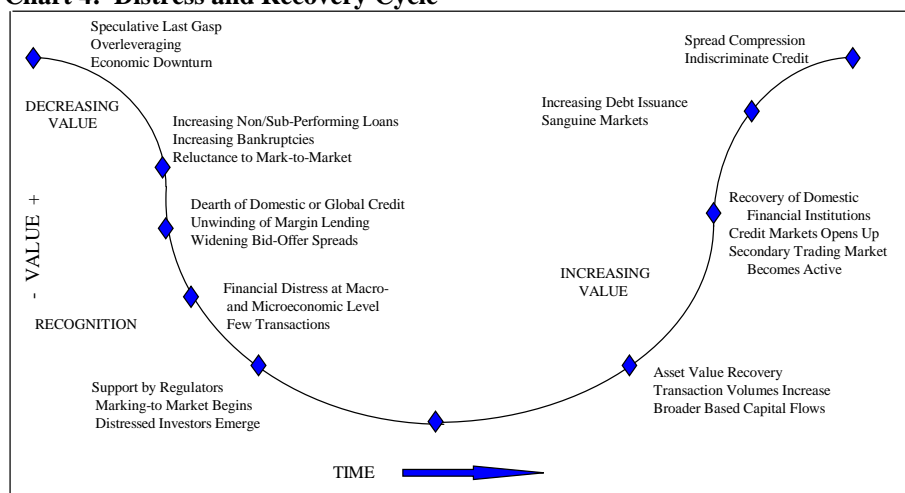 Chart 4: Distress and Recovery Cycle
Speculative Last Gasp
Overleveraging
Economic Downturn
DECREASING
VALUE
Increasing Non/Sub-Performing Loans
Increasing Bankruptcies
Reluctance to Mark-to-Market
Dearth of Domestic or Global Credit
Unwinding of Margin Lending
Widening Bid-Offer Spreads
- VALUE +
Financial Distress at Macro-
and Microeconomic Level
Few Transactions
RECOGNITION
Support by Regulators
Marking-to Market Begins
Distressed Investors Emerge
Spread Compression
Indiscriminate Credit
Increasing Debt Issuance
Sanguine Markets
Recovery of Domestic
Financial Institutions
Credit Markets Opens Up
Secondary Trading Market
Becomes Active
INCREASING
VALUE
Asset Value Recovery
Transaction Volumes Increase
Broader Based Capital Flows
TIME